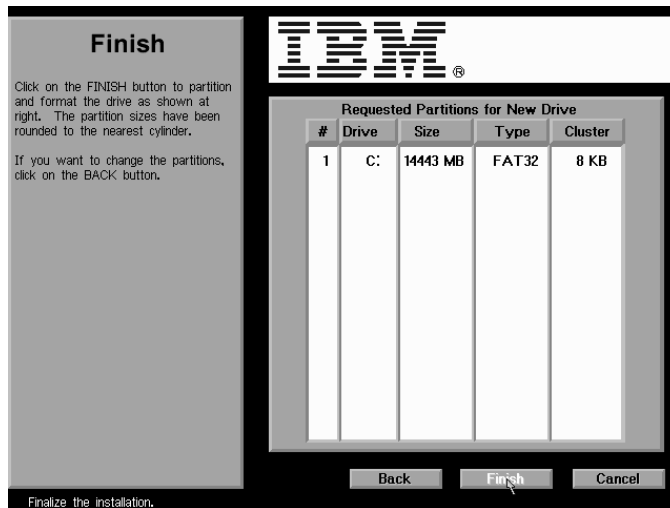 Finish
Click on the FINISH button to partition
and format the drive as shown at
right. The partition sizes have been
rounded to the nearest cylinder.
If you want to change the partitions,
click on the BACK button.
IBM®
Requested Partitions for New Drive
# Drive Size Type Cluster
1 C: 14443 MB FAT32 8 KB
Back Finish Cancel
Finalize the installation.